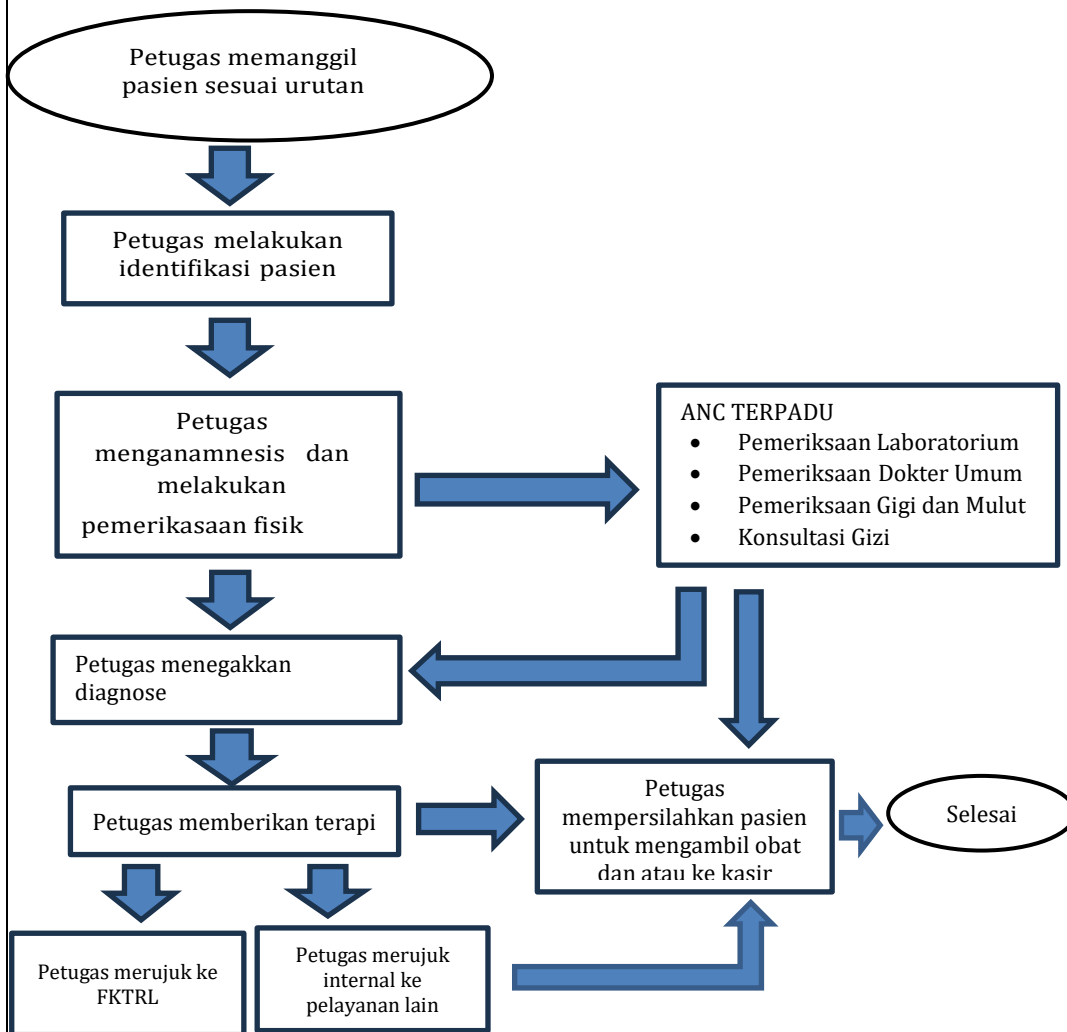 Petugas memanggil
pasien sesuai urutan
Petugas melakukan
identifikasi pasien
Petugas
menganamnesis dan
melakukan
pemerikasaan fisik
ANC TERPADU
• Pemeriksaan Laboratorium
• Pemeriksaan Dokter Umum
• Pemeriksaan Gigi dan Mulut
• Konsultasi Gizi
Petugas menegakkan
diagnose
Petugas memberikan terapi
Petugas
mempersilahkan pasien
untuk mengambil obat
dan atau ke kasir
Selesai
Petugas merujuk ke
FKTRL
Petugas merujuk
internal ke
pelayanan lain